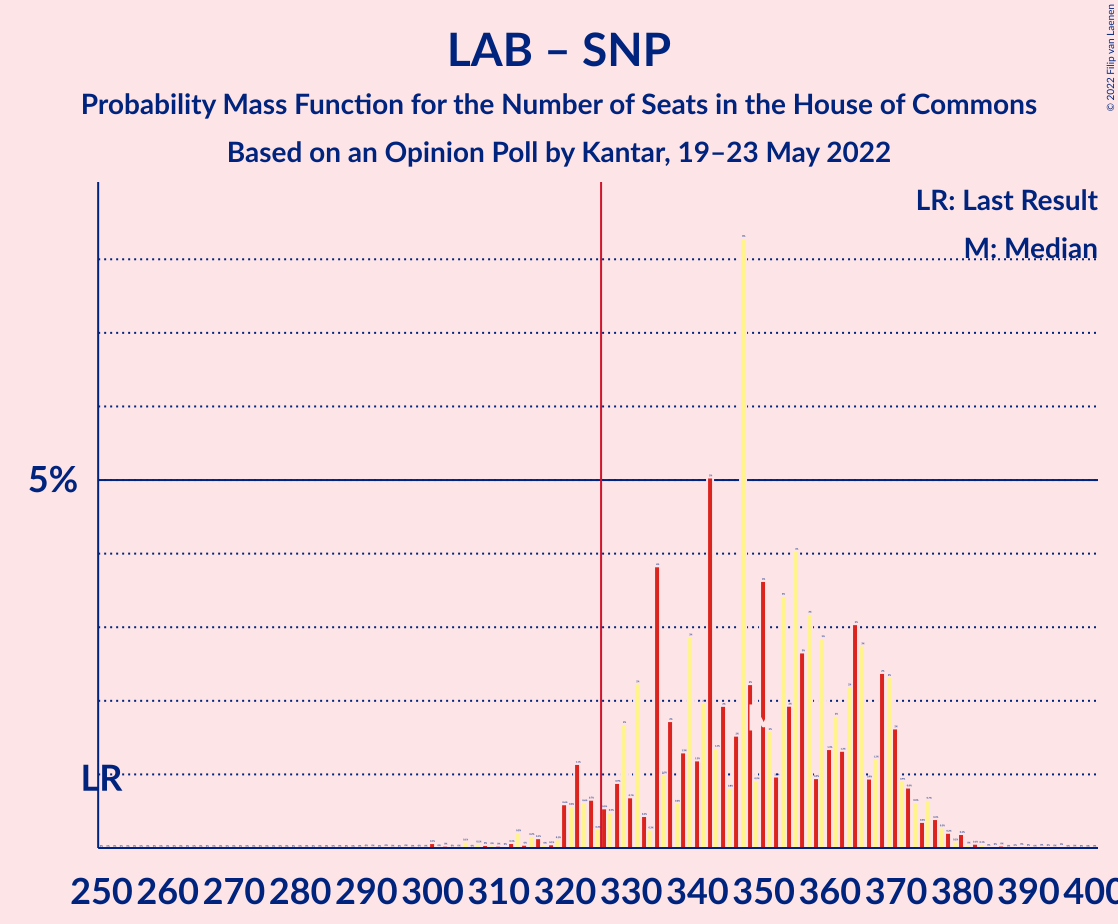 LAB – SNP
Probability Mass Function for the Number of Seats in the House of Commons
Based on an Opinion Poll by Kantar, 19–23 May 2022
© 2022 Filip van Laenen
LR: Last Result
M: Median
5%
LR
250 260 270 280 290 300 310 320 330 340 350 360 370 380 390 400